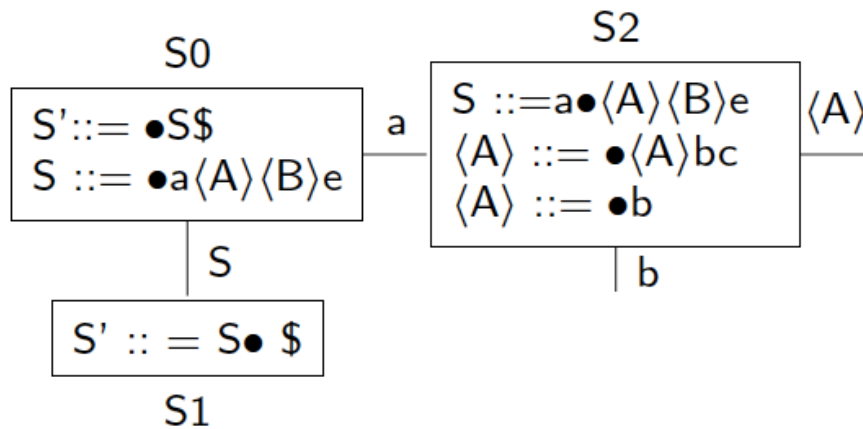 S0
S'::= •S$
S ::= •a⟨A⟩⟨B⟩e
a
S2
S ::=a•⟨A⟩⟨B⟩e
⟨A⟩ ::= •⟨A⟩bc
⟨A⟩ ::= •b
⟨A⟩
S
b
S' :: = S• $
S1